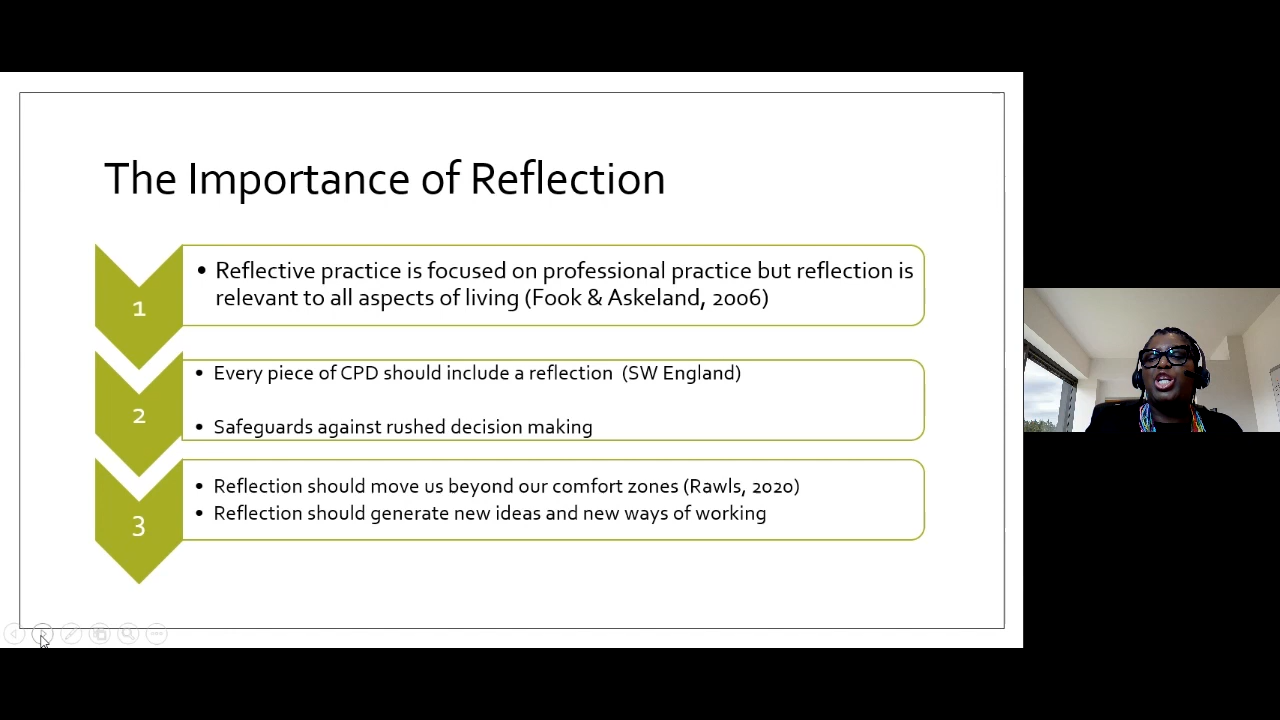 The Importance of Reflection
1
• Reflective practice is focused on professional practice but reflection is
relevant to all aspects of living (Fook & Askeland, 2006)
2
• Every piece of CPD should include a reflection (SW England)
• Safeguards against rushed decision making
3
• Reflection should move us beyond our comfort zones (Rawls, 2020)
• Reflection should generate new ideas and new ways of working